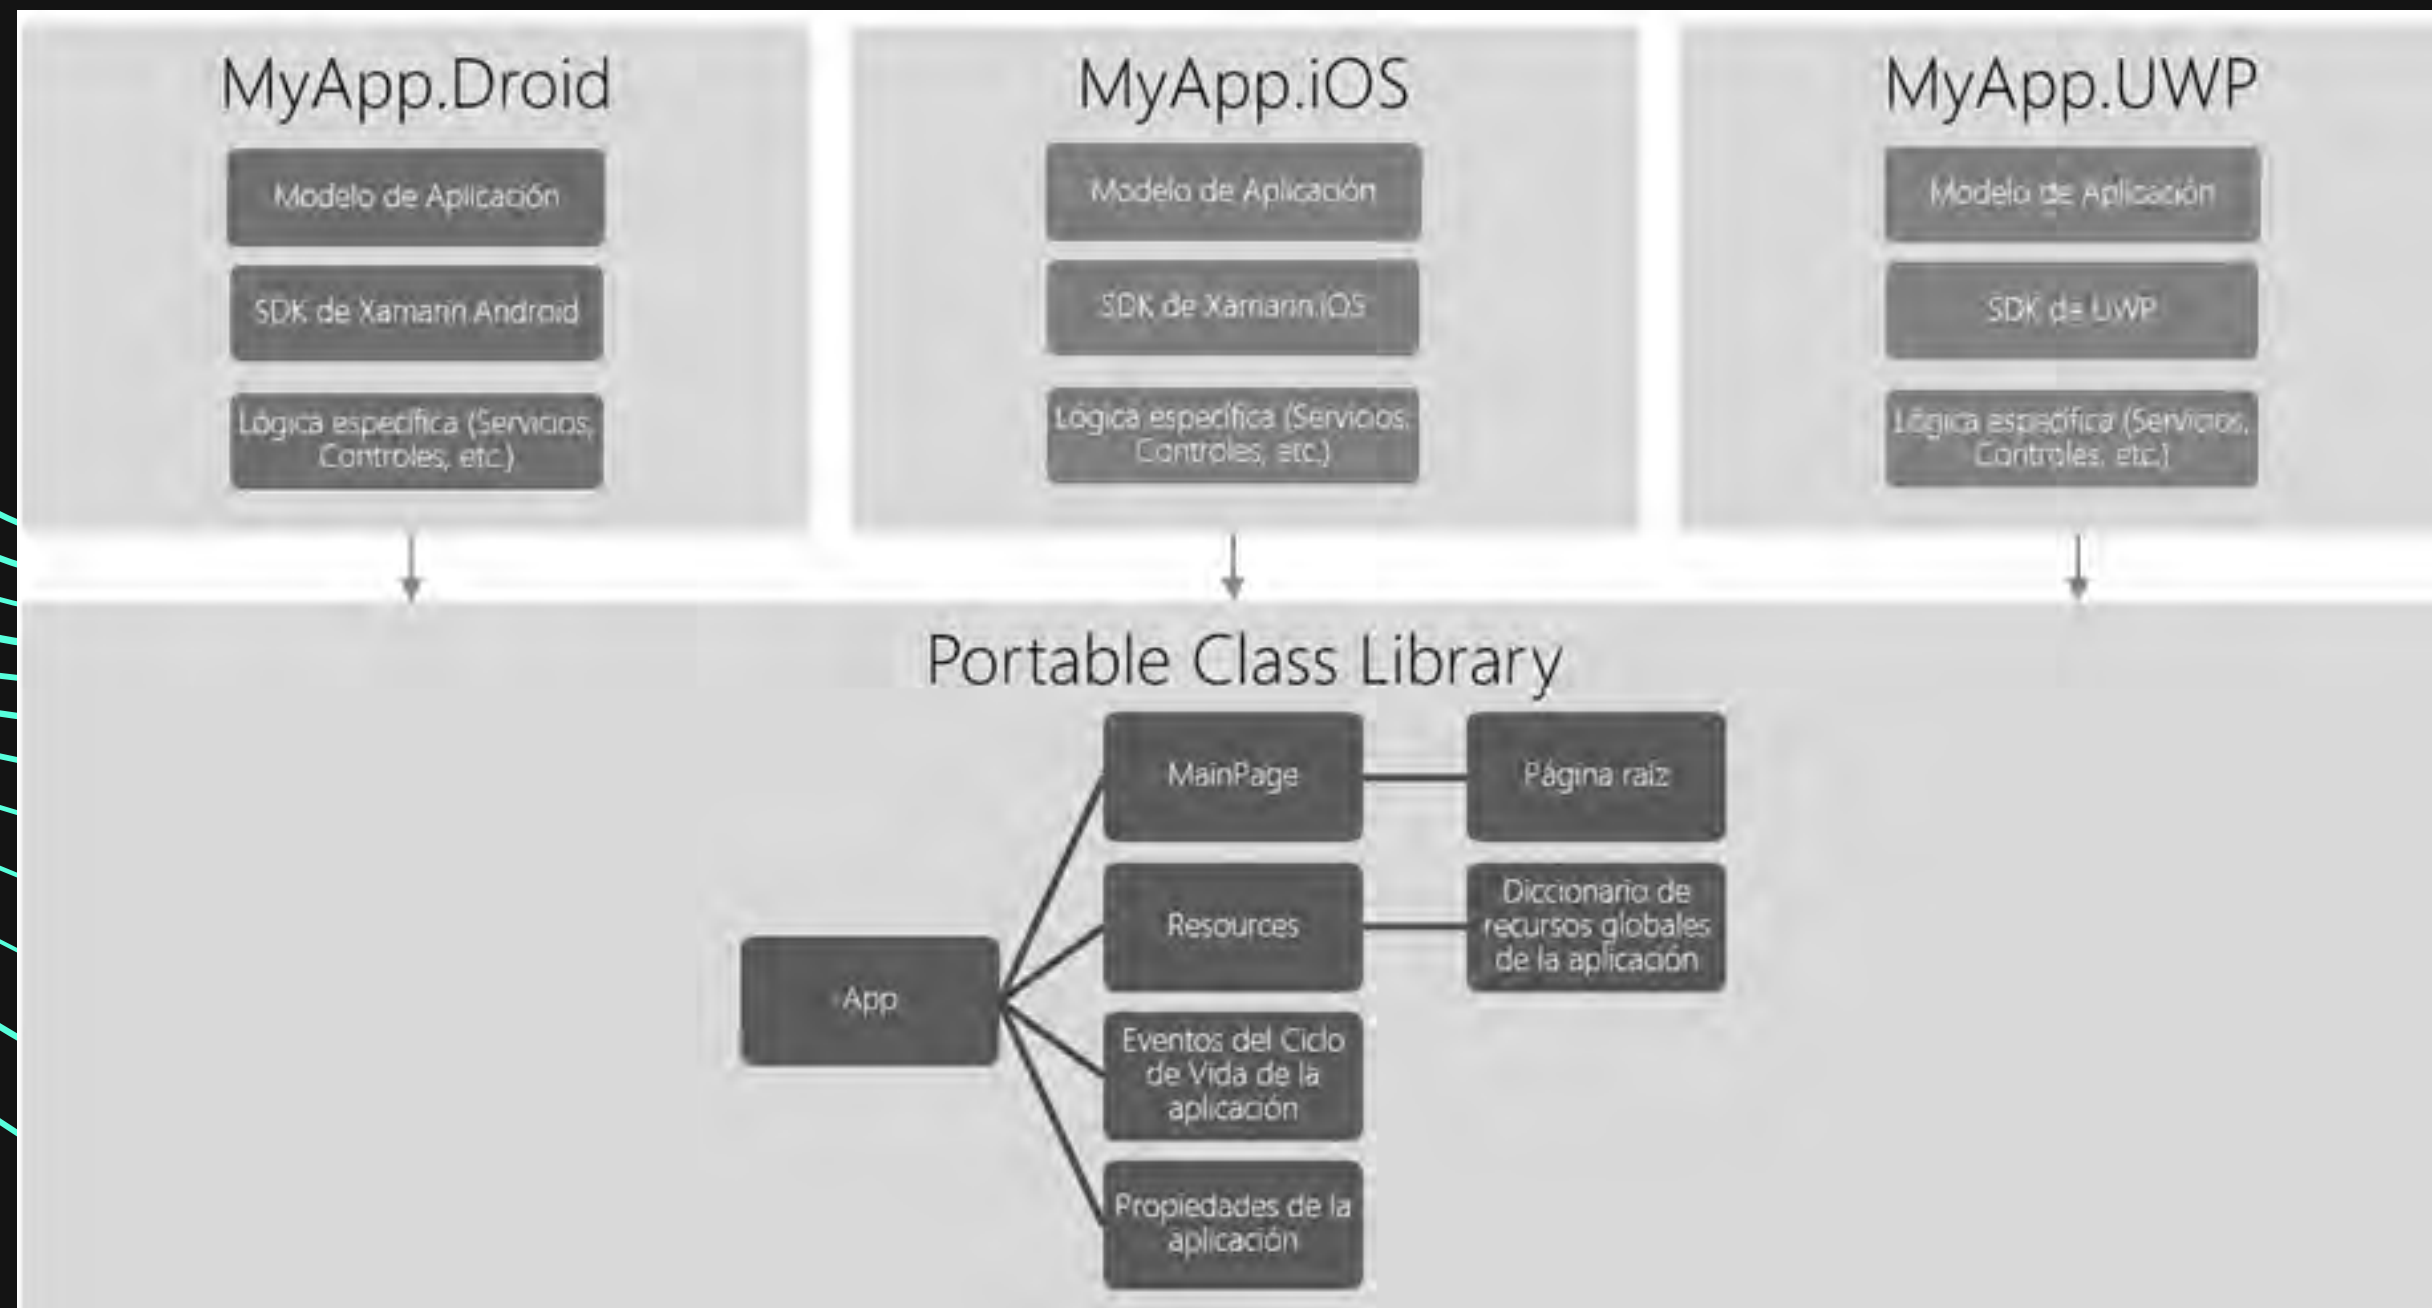 MyApp.Droid
Modelo de Aplicación
SDK de Xamarin.Android
Lógica específica (Servicios,
Controles, etc.)
MyApp.iOS
Modelo de Aplicación
SDK de Xamarin.iOS
Lógica específica (Servicios,
Controles, etc.)
MyApp.UWP
Modelo de Aplicación
SDK de UWP
Lógica específica (Servicios,
Controles, etc.)
Portable Class Library
App
MainPage
Página raíz
Resources
Diccionario de
recursos globales
de la aplicación
Eventos del Ciclo
de Vida de la
aplicación
Propiedades de la
aplicación